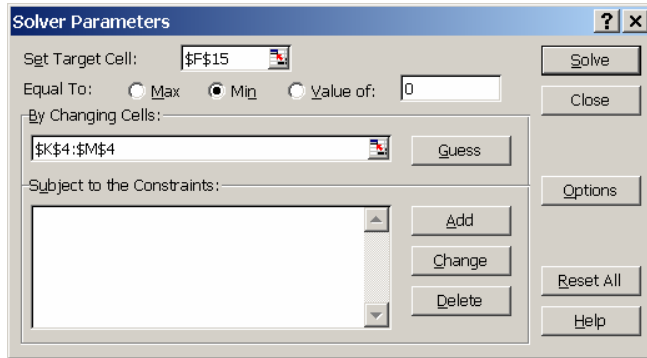 Solver Parameters
Set Target Cell: $F$15
Solve
Equal To: Max Min Value of: 0
Close
By Changing Cells:
$K$4:$M$4
Guess
Subject to the Constraints:
Options
Add
Change
Reset All
Delete
Help